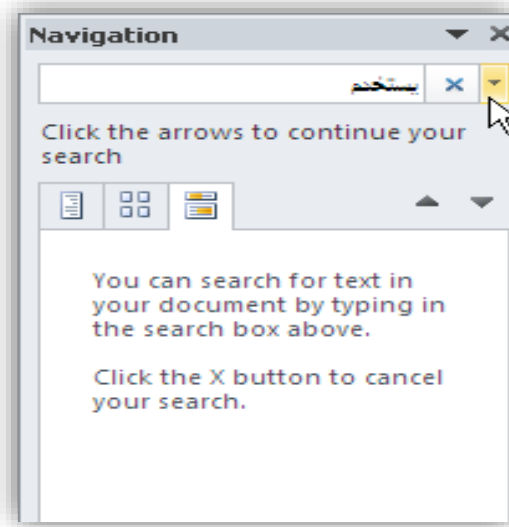 Navigation
يستخدم
Click the arrows to continue your
search
You can search for text in
your document by typing in
the search box above.
Click the X button to cancel
your search.